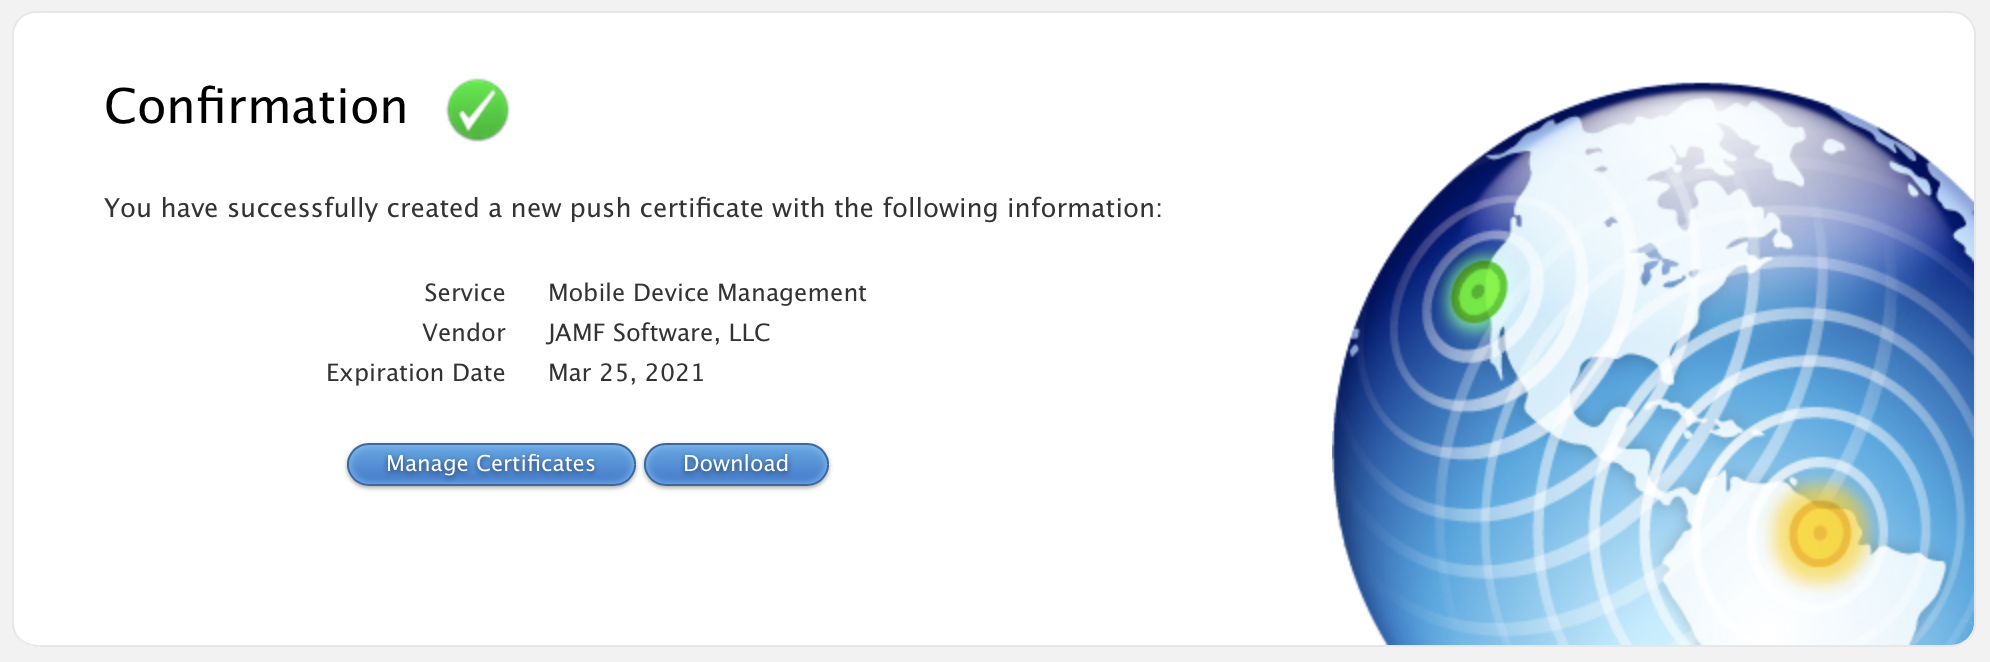 Confirmation
You have successfully created a new push certificate with the following information:
Service Mobile Device Management
Vendor JAMF Software, LLC
Expiration Date Mar 25, 2021
Manage Certificates Download